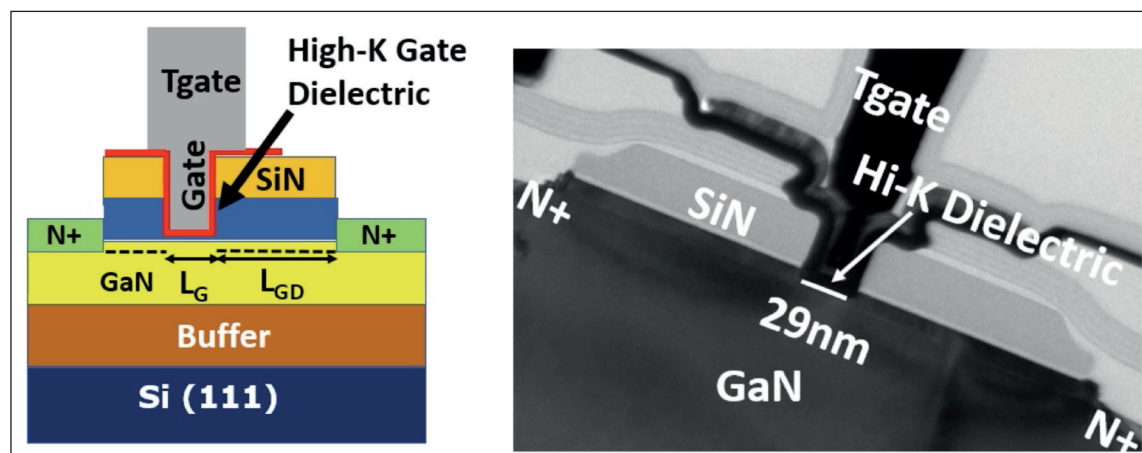 High-K Gate
Dielectric
Tgate
Gate
SiN
N+
N+
GaN
LG
LGD
Buffer
Si (111)
Tgate
Hi-K Dielectric
SiN
N+
29nm
GaN
N+